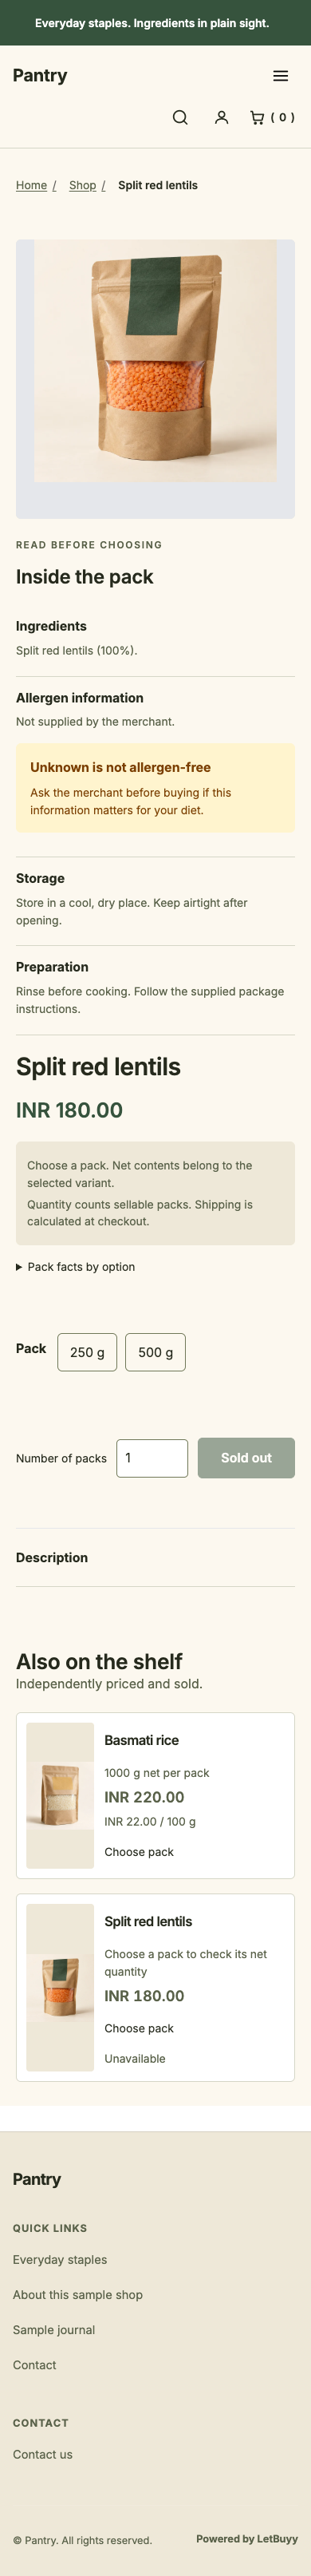 Everyday staples. Ingredients in plain sight.
Pantry
( 0 )
Home / Shop / Split red lentils
READ BEFORE CHOOSING
Inside the pack
Ingredients
Split red lentils (100%).
Allergen information
Not supplied by the merchant.
Unknown is not allergen-free
Ask the merchant before buying if this
information matters for your diet.
Storage
Store in a cool, dry place. Keep airtight after
opening.
Preparation
Rinse before cooking. Follow the supplied package
instructions.
Split red lentils
INR 180.00
Choose a pack. Net contents belong to the
selected variant.
Quantity counts sellable packs. Shipping is
calculated at checkout.
Pack facts by option
Pack 250 g 500 g
Number of packs 1 Sold out
Description
Also on the shelf
Independently priced and sold.
Basmati rice
1000 g net per pack
INR 220.00
INR 22.00 / 100 g
Choose pack
Split red lentils
Choose a pack to check its net
quantity
INR 180.00
Choose pack
Unavailable
Pantry
QUICK LINKS
Everyday staples
About this sample shop
Sample journal
Contact
CONTACT
Contact us
© Pantry. All rights reserved. Powered by LetBuyy